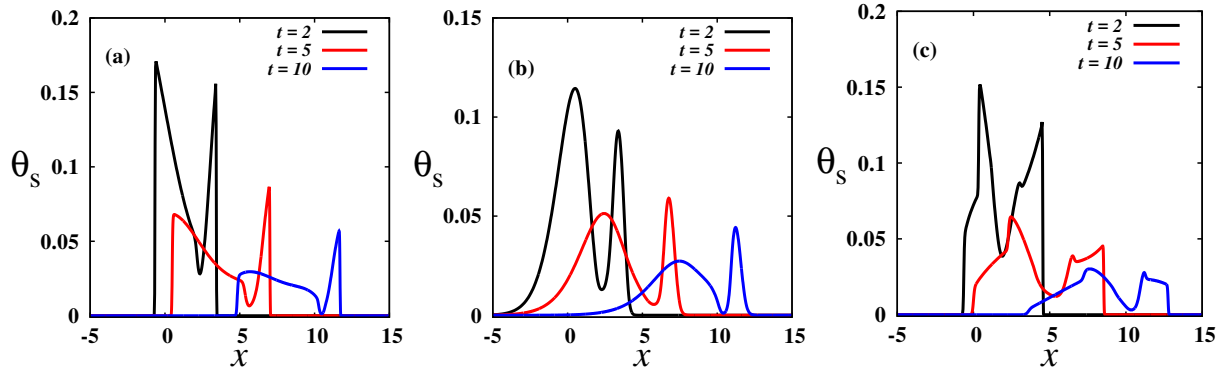 0.2
0.15
0.1
0.05
0
θs
(a)
t = 2
t = 5
t = 10
-5 0 5 10 15
x
0.15
0.1
0.05
0
θs
(b)
t = 2
t = 5
t = 10
-5 0 5 10 15
x
0.2
0.15
0.1
0.05
0
θs
(c)
t = 2
t = 5
t = 10
-5 0 5 10 15
x